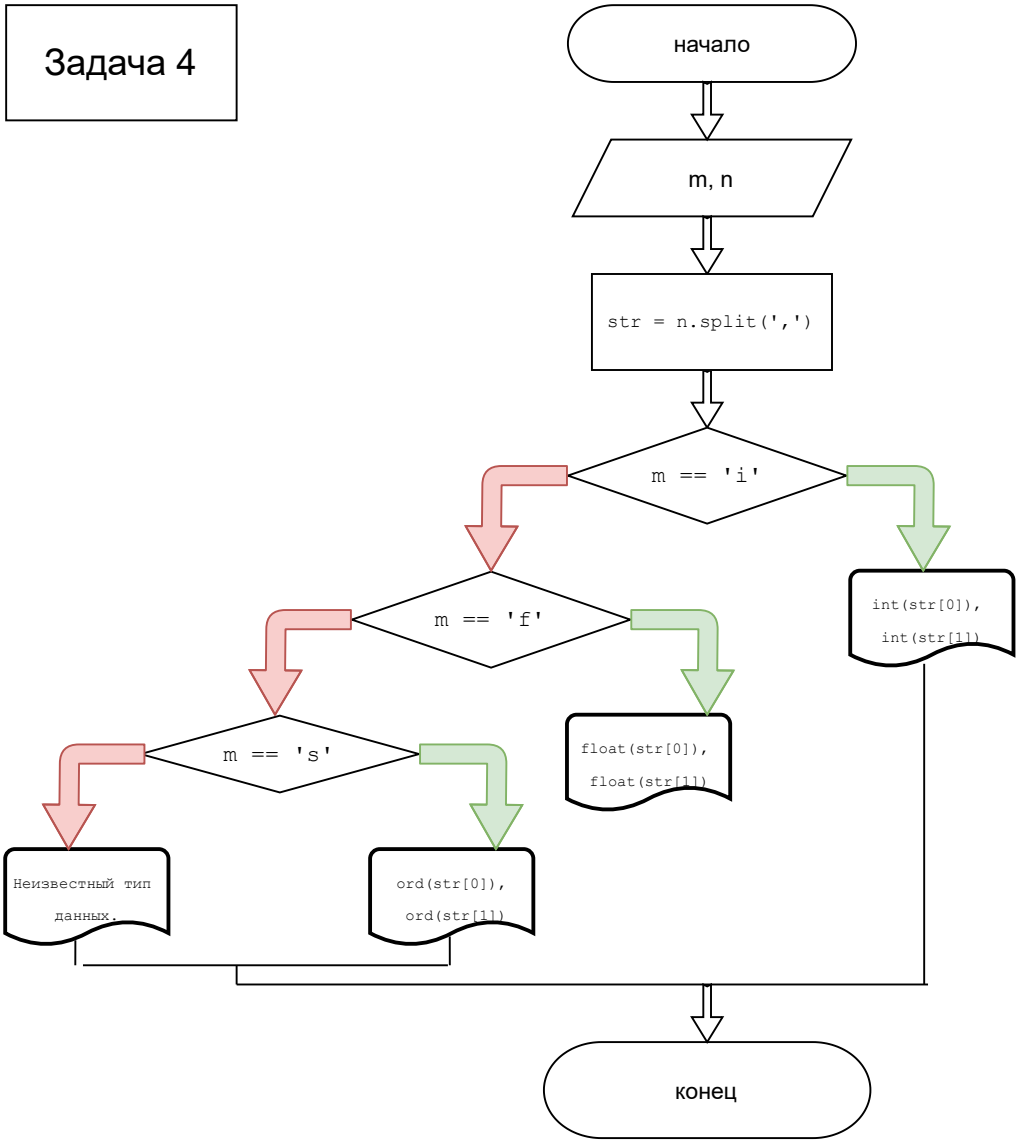 Задача 4
начало
m, n
str = n.split(',')
m == 'i'
int(str[0]),
int(str[1])
m == 'f'
float(str[0]),
float(str[1])
m == 's'
Неизвестный тип
данных.
ord(str[0]),
ord(str[1])
конец